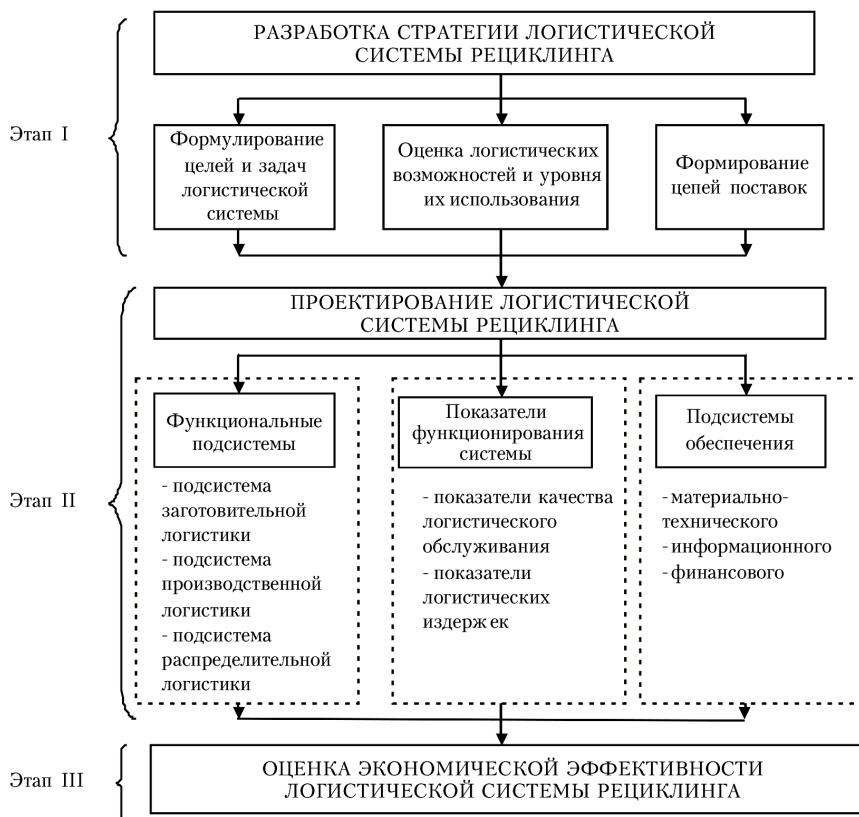 РАЗРАБОТКА СТРАТЕГИИ ЛОГИСТИЧЕСКОЙ
СИСТЕМЫ РЕЦИКЛИНГА
Этап I
Формулирование
целей и задач
логистической
системы
Оценка логистических
возможностей и уровня
их использования
Формирование
цепей поставок
ПРОЕКТИРОВАНИЕ ЛОГИСТИЧЕСКОЙ
СИСТЕМЫ РЕЦИКЛИНГА
Этап II
Функциональные
подсистемы
- подсистема
заготовительной
логистики
- подсистема
производственной
логистики
- подсистема
распределительной
логистики
Показатели
функционирования
системы
- показатели качества
логистического
обслуживания
- показатели
логистических
издержек
Подсистемы
обеспечения
- материально-
технического
- информационного
- финансового
Этап III
ОЦЕНКА ЭКОНОМИЧЕСКОЙ ЭФФЕКТИВНОСТИ
ЛОГИСТИЧЕСКОЙ СИСТЕМЫ РЕЦИКЛИНГА